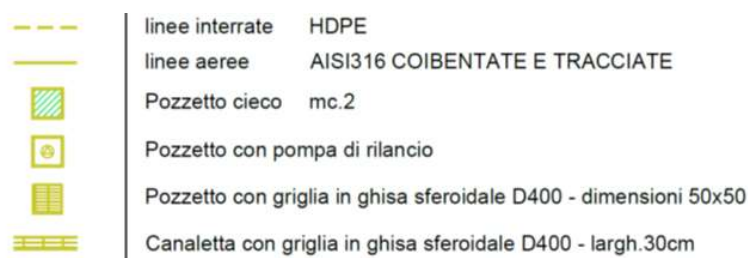 linee interrate HDPE
linee aeree AISI316 COIBENTATE E TRACCIATE
Pozzetto cieco mc.2
Pozzetto con pompa di rilancio
Pozzetto con griglia in ghisa sferoidale D400 - dimensioni 50x50
Canaletta con griglia in ghisa sferoidale D400 - largh.30cm